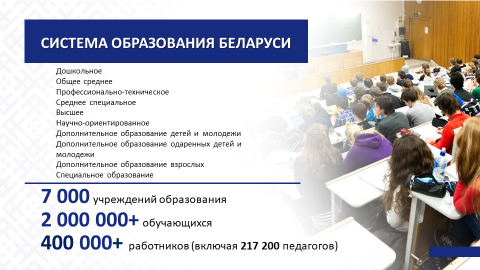 СИСТЕМА ОБРАЗОВАНИЯ БЕЛАРУСИ
Дошкольное
Общее среднее
Профессионально-техническое
Среднее специальное
Высшее
Научно-ориентированное
Дополнительное образование детей и молодежи
Дополнительное образование одаренных детей и
молодежи
Дополнительное образование взрослых
Специальное образование
7 000 учреждений образования
2 000 000+ обучающихся
400 000+ работников (включая 217 200 педагогов)